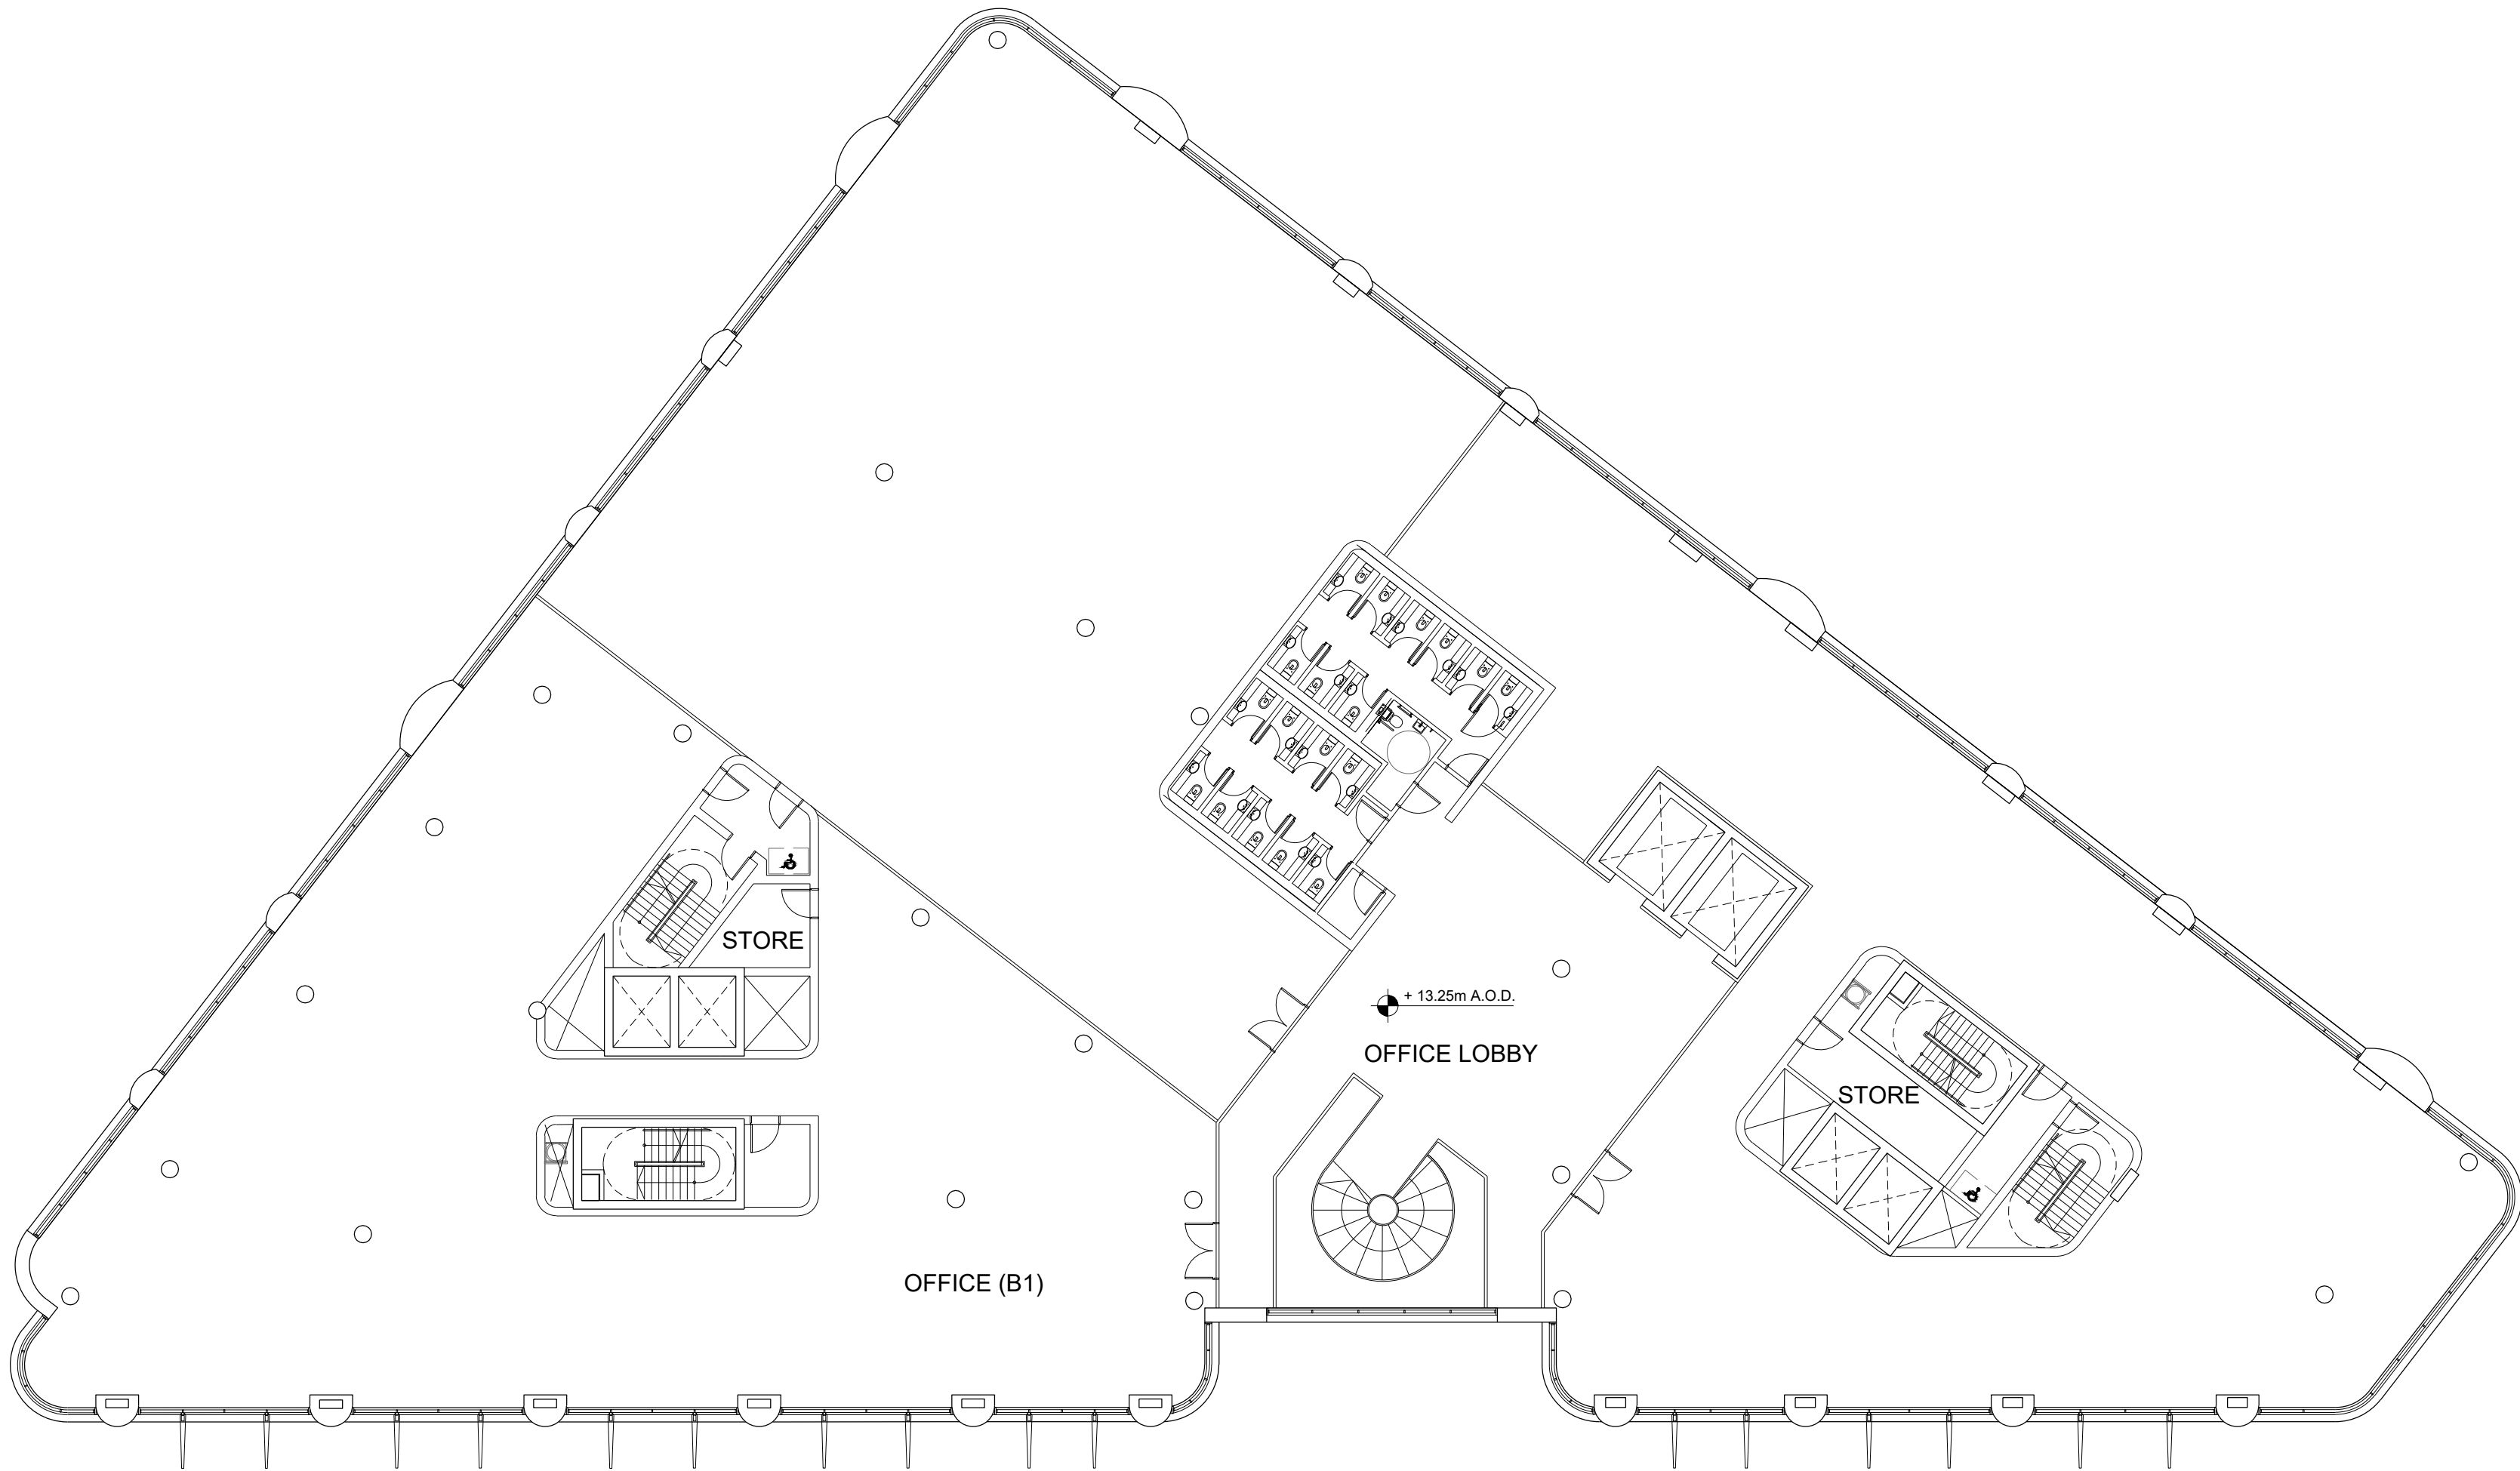 STORE
+ 13.25m A.O.D.
OFFICE LOBBY
STORE
OFFICE (B1)